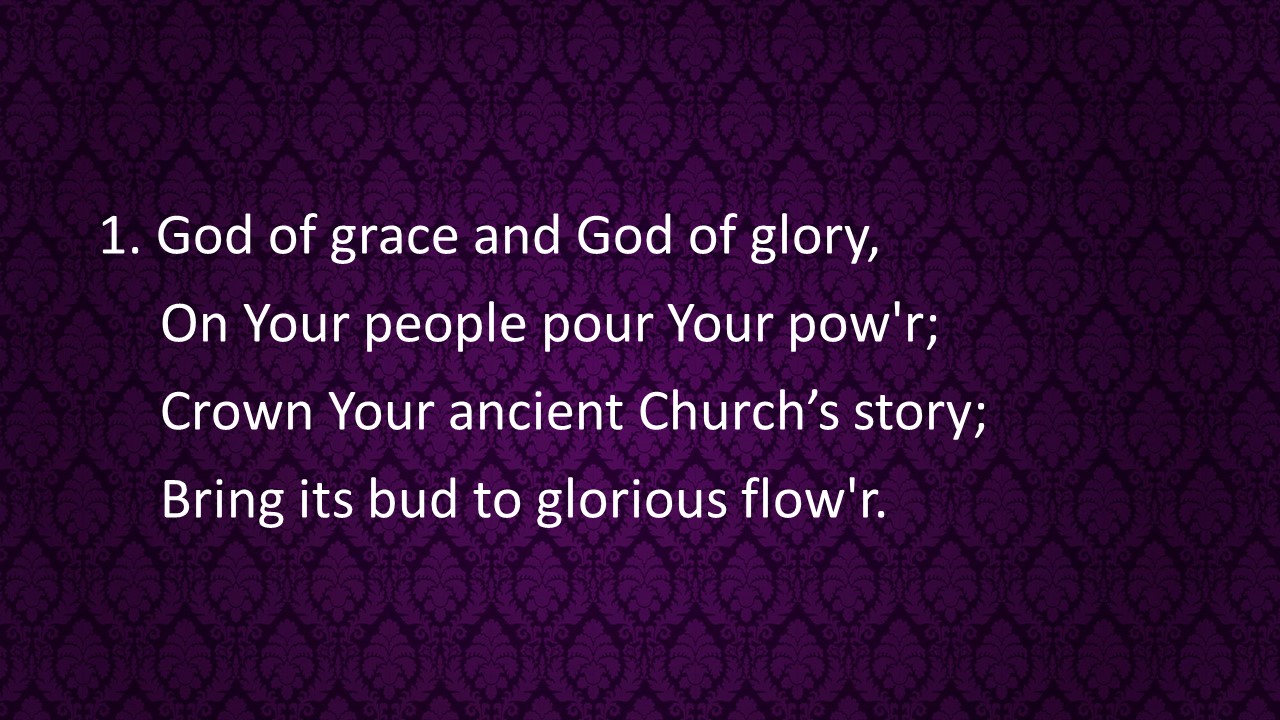 1. God of grace and God of glory,
On Your people pour Your pow'r;
Crown Your ancient Church’s story;
Bring its bud to glorious flow'r.